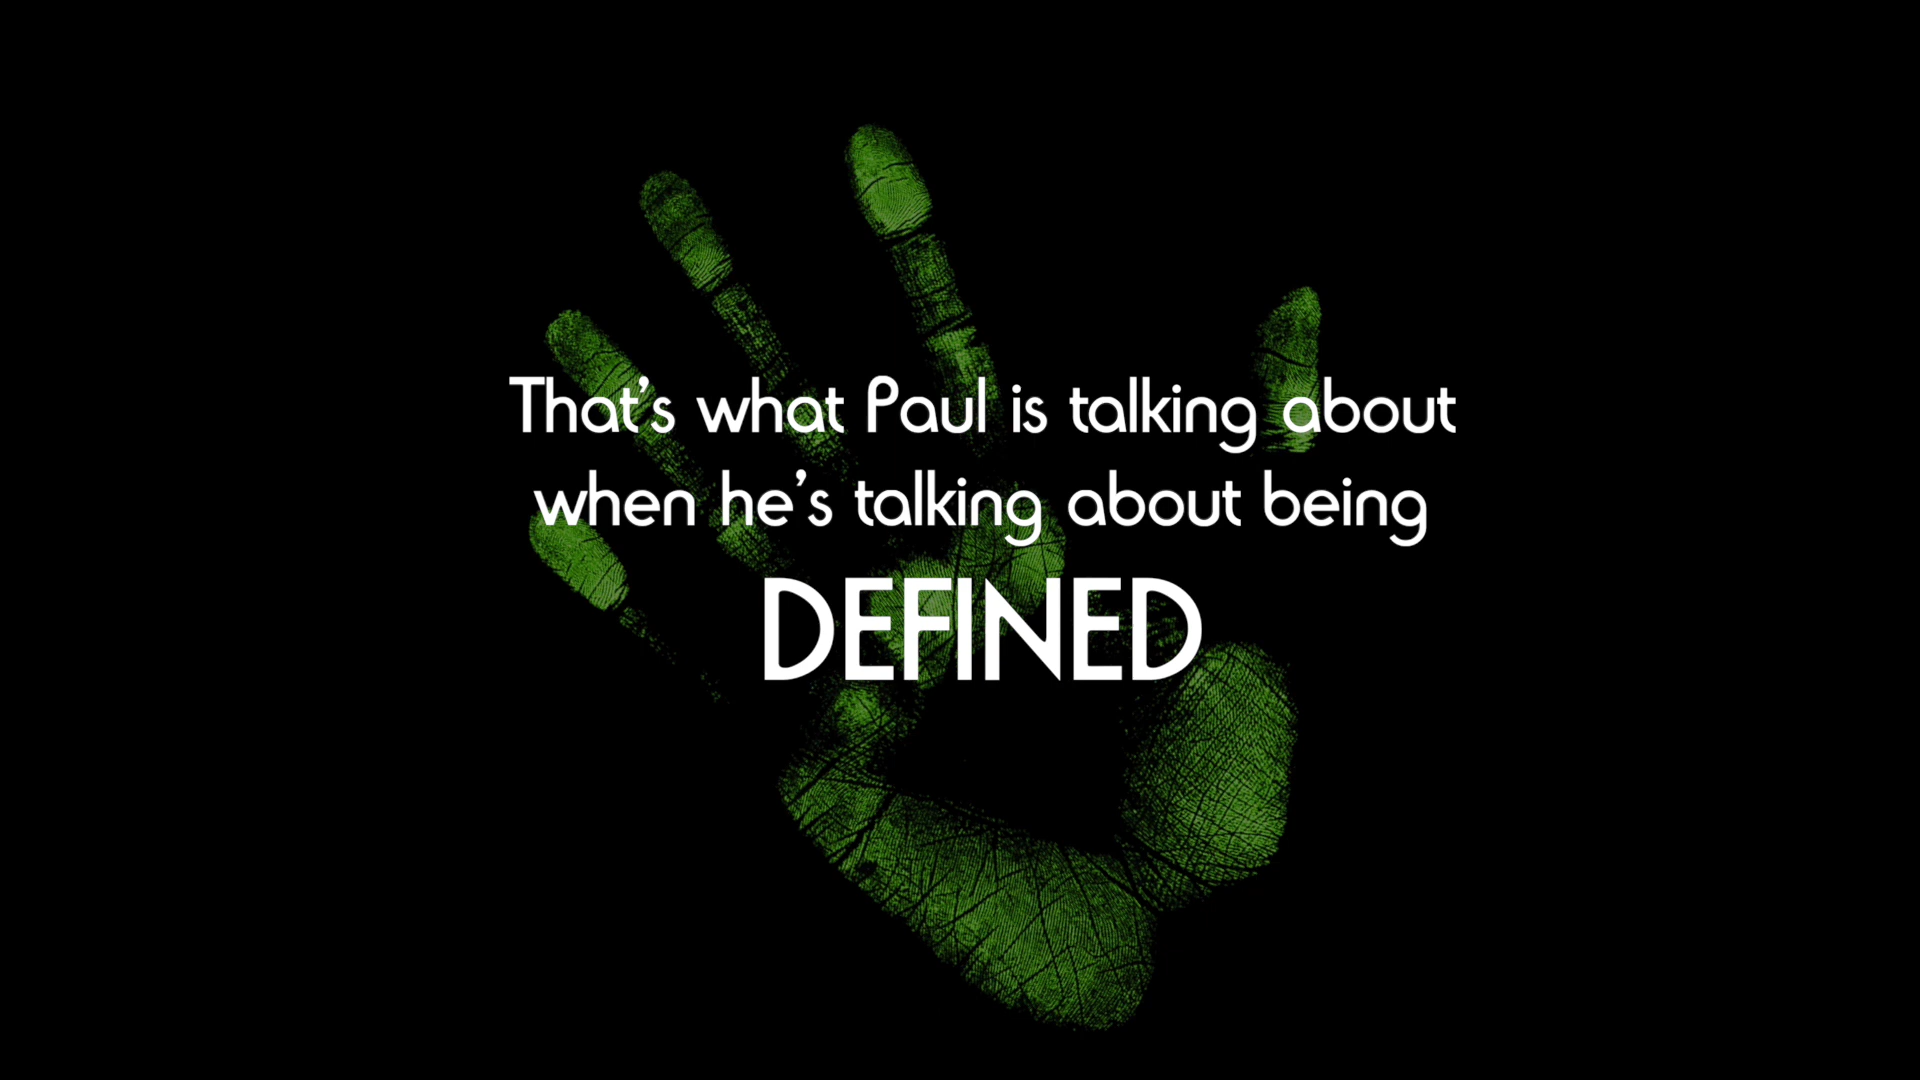 That's what Paul is talking about
when he's talking about being
DEFINED